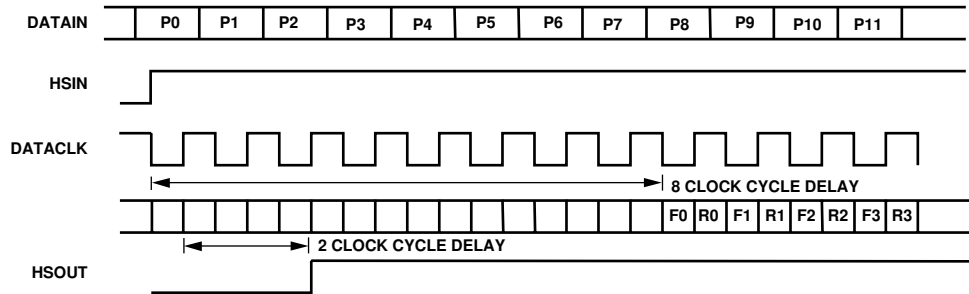 DATAIN P0 P1 P2 P3 P4 P5 P6 P7 P8 P9 P10 P11
HSIN
DATACLK
8 CLOCK CYCLE DELAY
F0 R0 F1 R1 F2 R2 F3 R3
2 CLOCK CYCLE DELAY
HSOUT